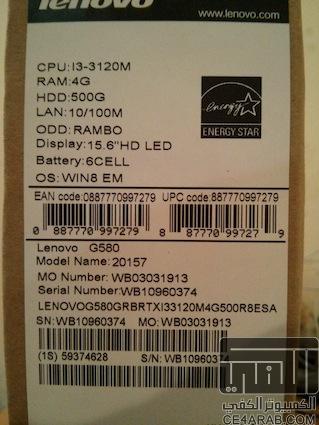 lenovo
www.lenovo.com
CPU:I3-3120M
RAM:4G
HDD:500G
LAN:10/100M
ODD:RAMBO
Display:15.6"HD LED
Battery:6CELL
OS:WIN8 EM
energy
ENERGY STAR
EAN code:0887770997279 UPC code:887770997279
0 887770 997279 8 87770 99727 9
Lenovo G580
Model Name:20157
MO Number: WB03031913
Serial Number:WB10960374
LENOVOG580GRBRTXI33120M4G500R8ESA
SN:WB10960374 MO:WB03031913
(1S) 59374628 S/N: WB10960374
الكمبيوتر الكفي
CE4ARAB.COM